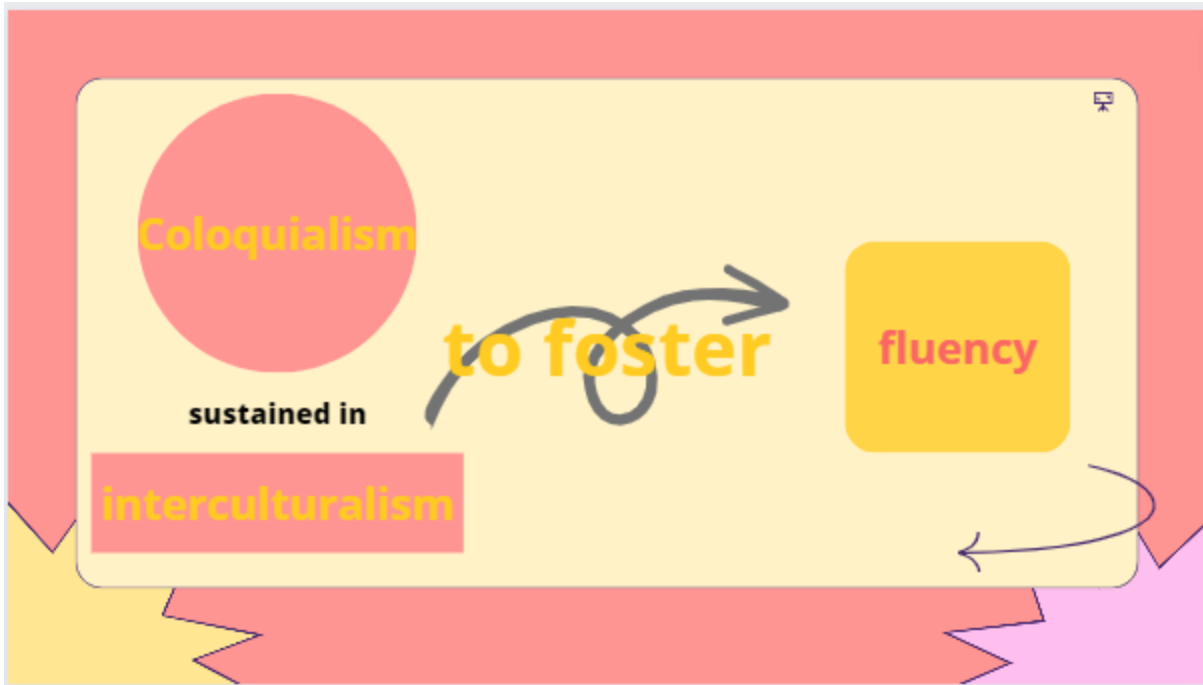 Coloquialism
sustained in
interculturalism
to foster
fluency